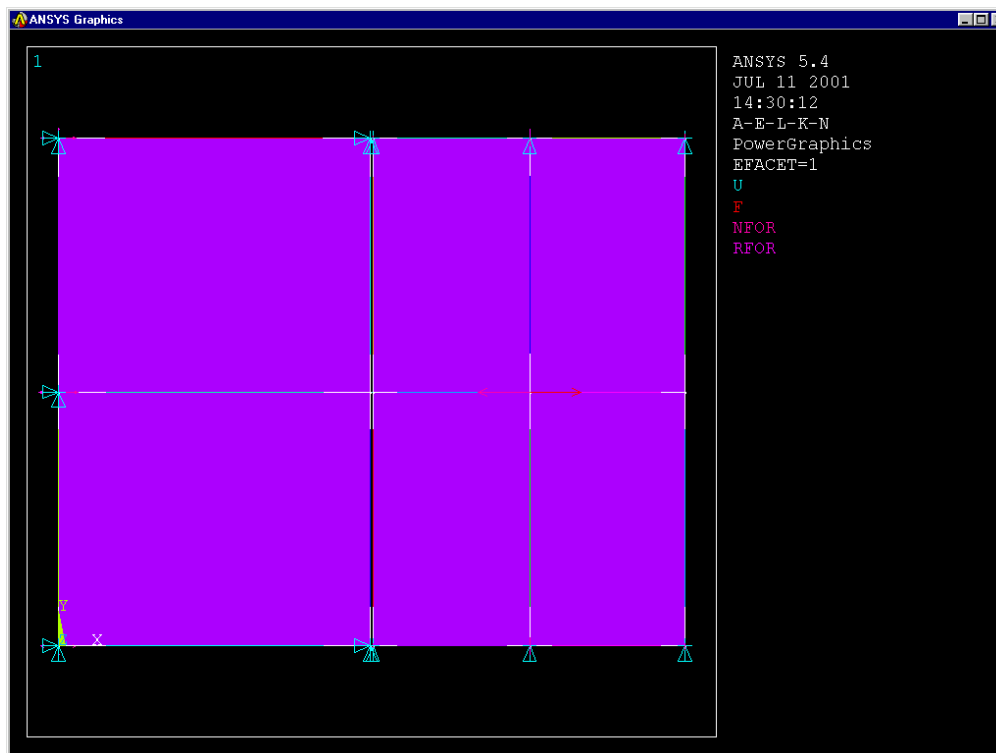 ANSYS Graphics
1
ANSYS 5.4
JUL 11 2001
14:30:12
A-E-L-K-N
PowerGraphics
EFACET=1
U
F
NFOR
RFOR
Y
X